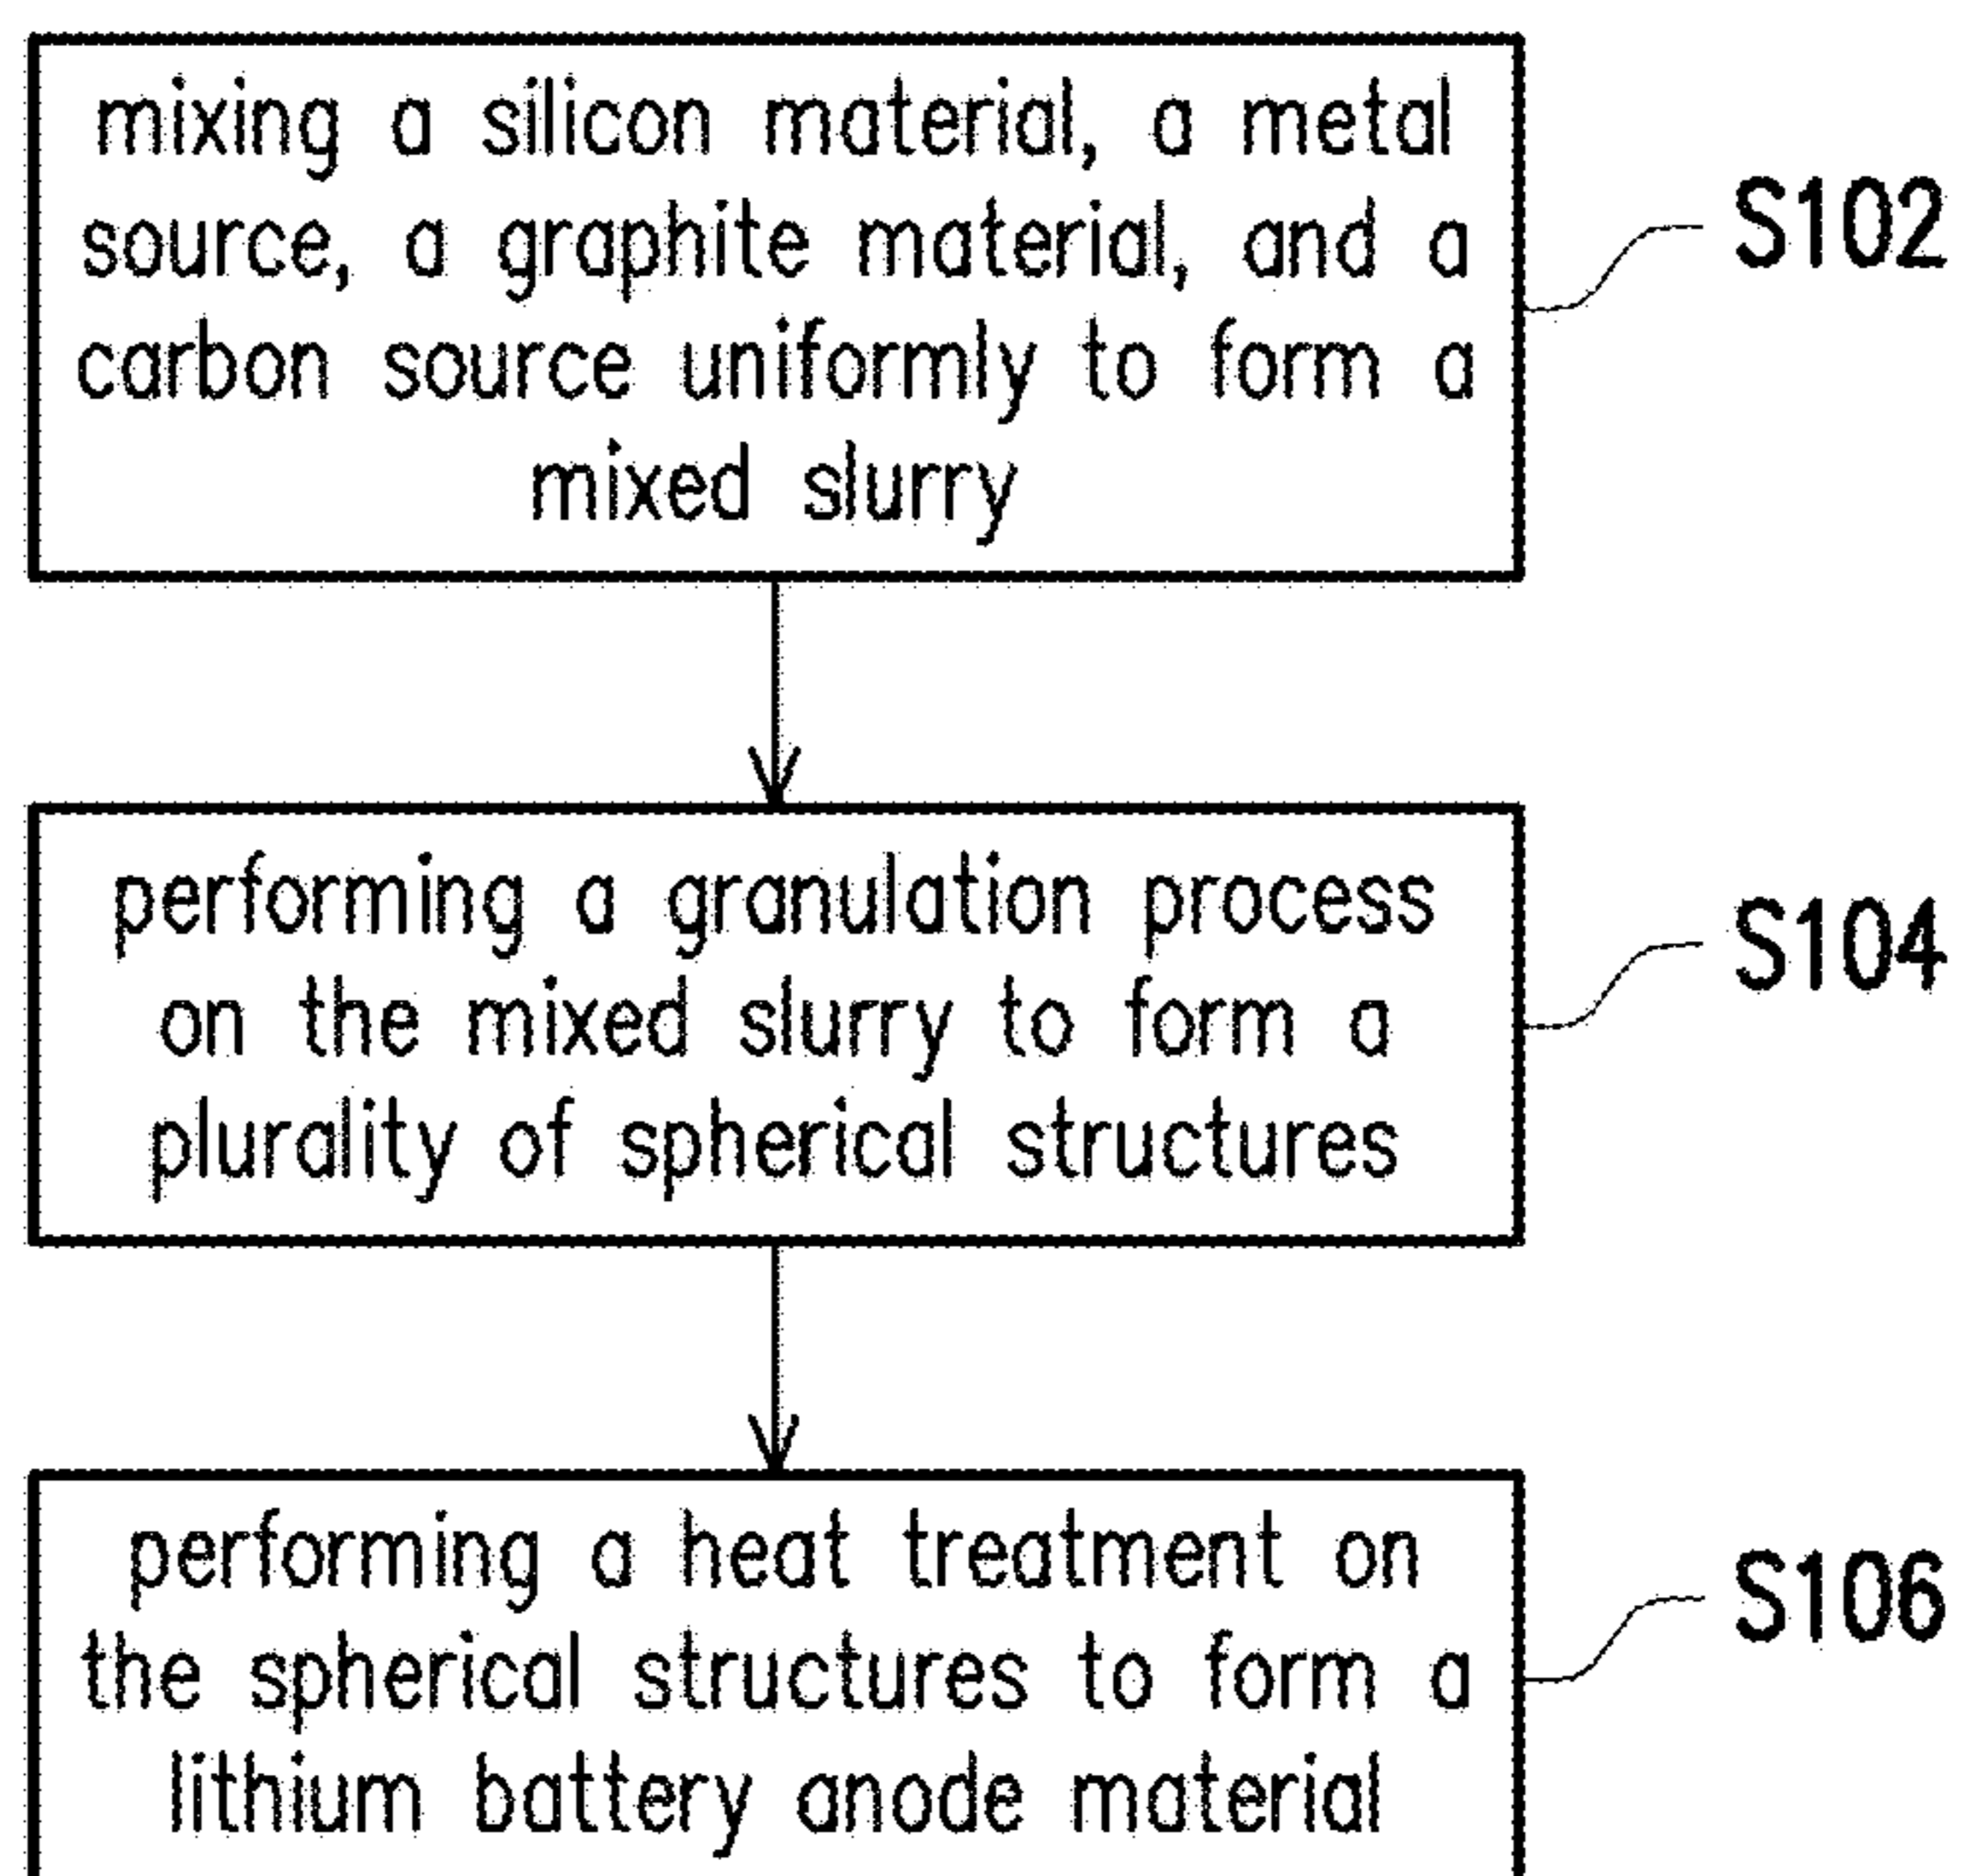 mixing a silicon material, a metal
source, a graphite material, and a
carbon source uniformly to form a
mixed slurry
S102
performing a granulation process
on the mixed slurry to form a
plurality of spherical structures
S104
performing a heat treatment on
the spherical structures to form a
lithium battery anode material
S106